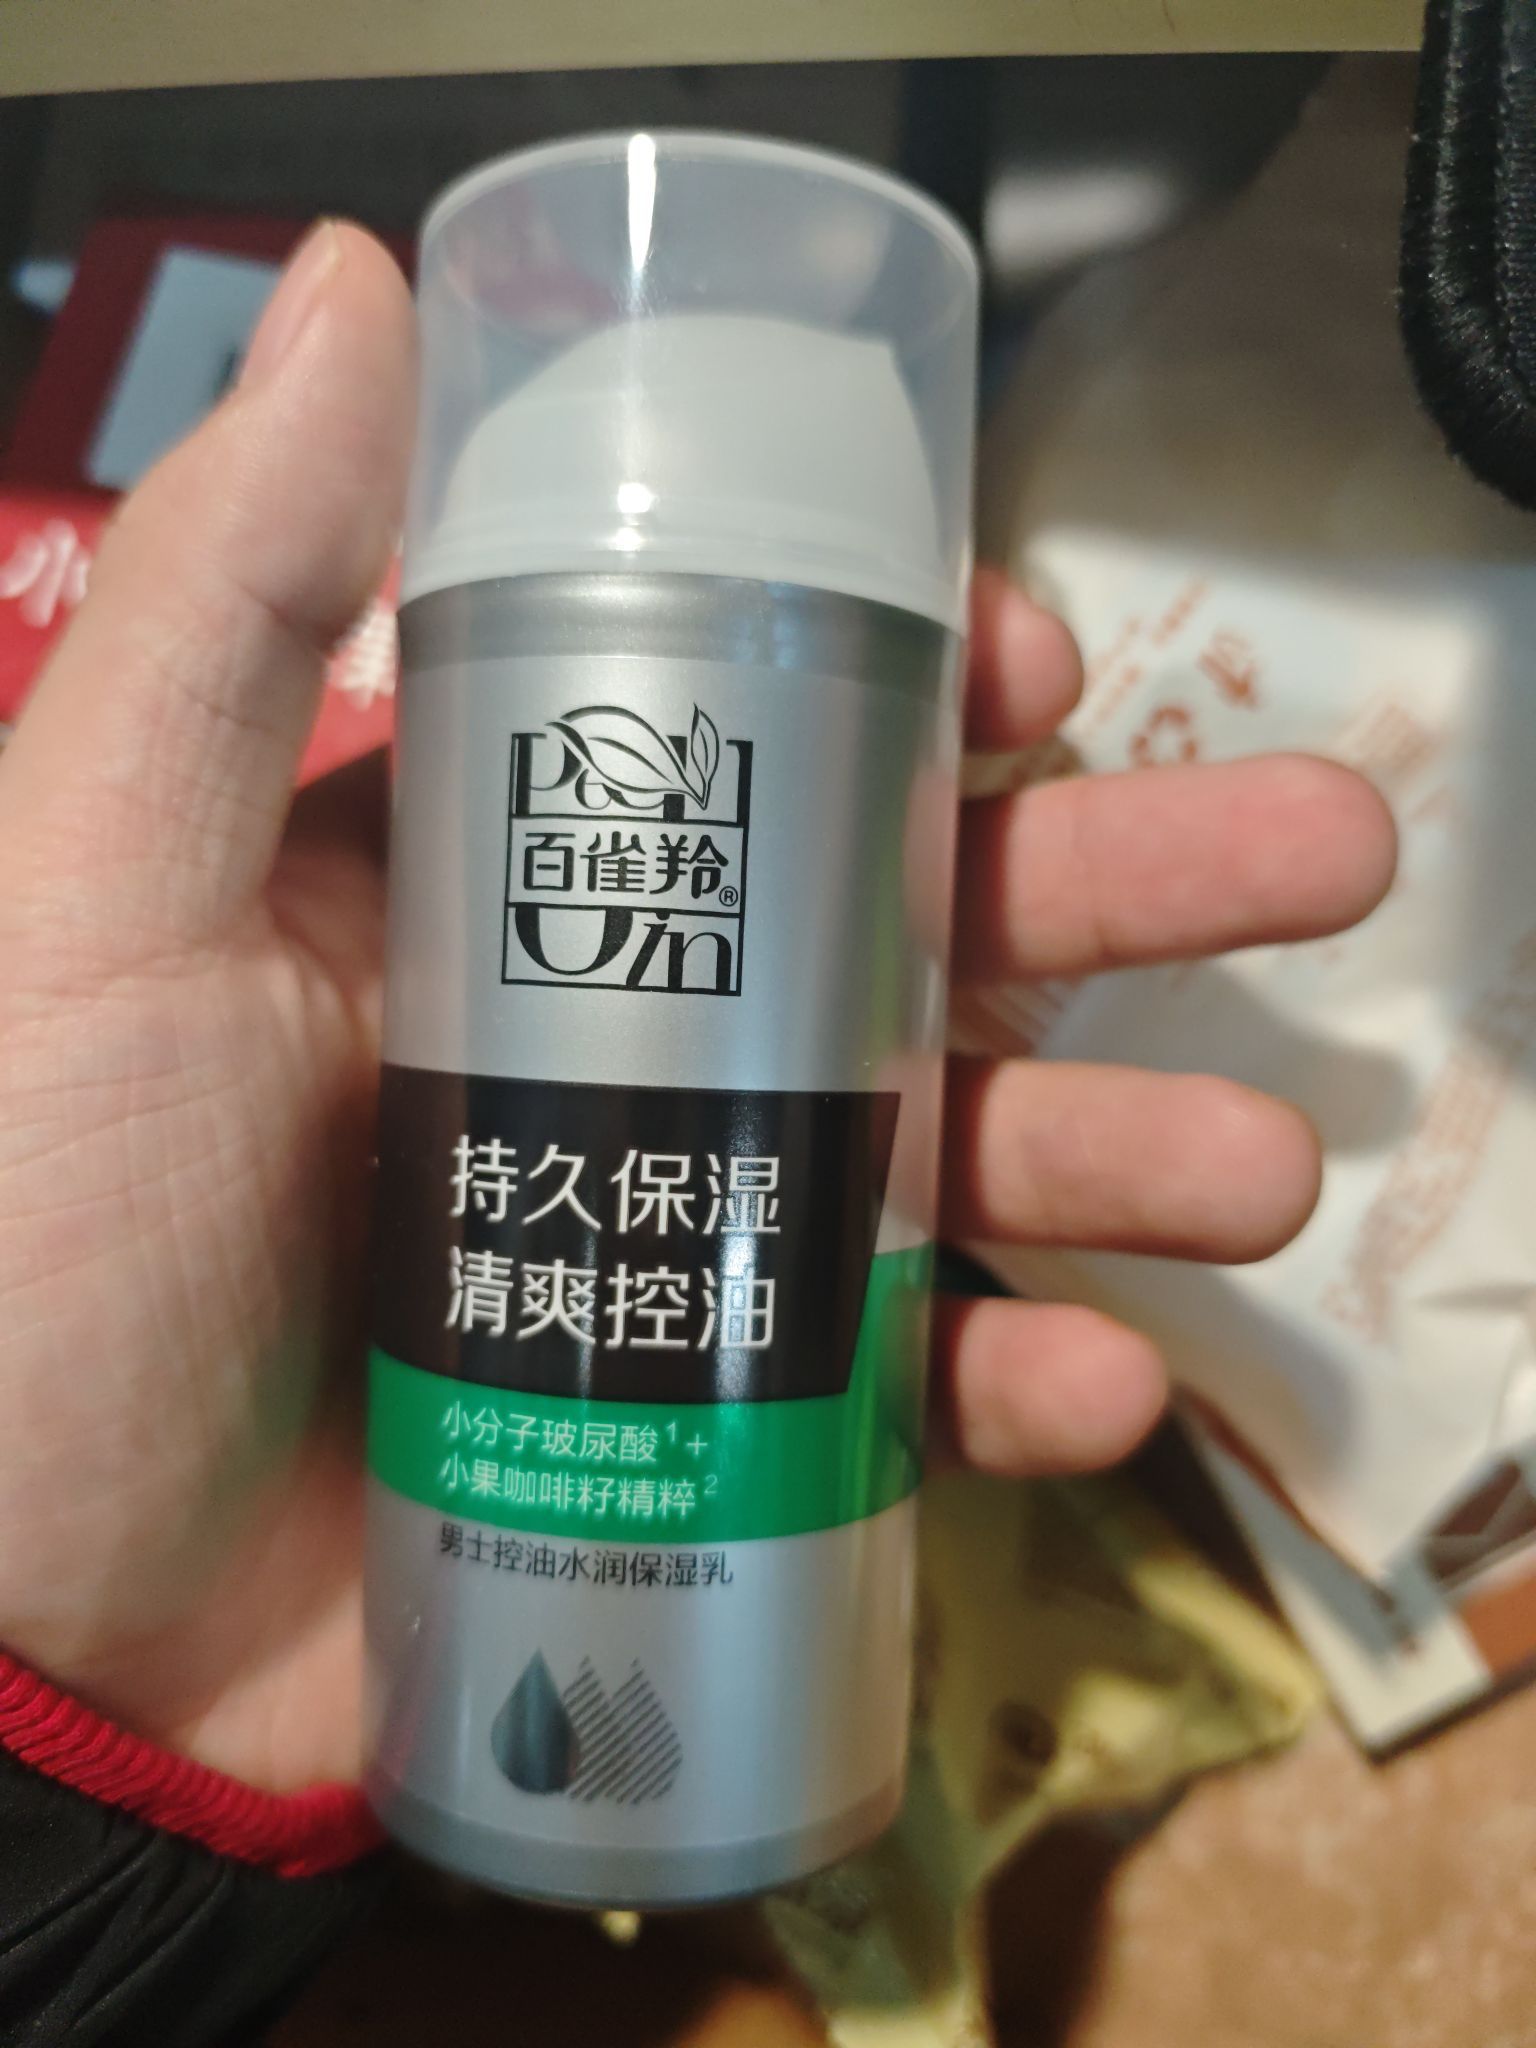 Pechoin
百雀羚®
持久保湿
清爽控油
小分子玻尿酸1+
小果咖啡籽精粹2
男士控油水润保湿乳
小